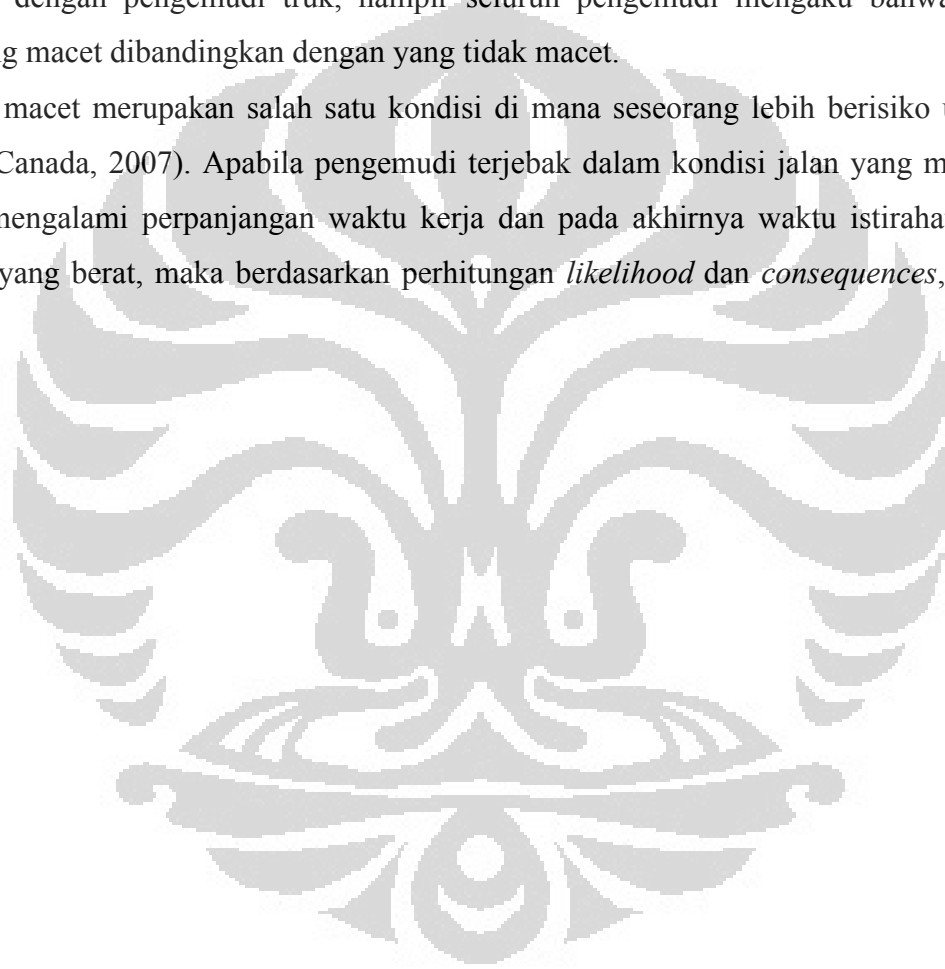 dengan pengemudi truk, hampir seluruh pengemudi mengaku bahwa
g macet dibandingkan dengan yang tidak macet.
macet merupakan salah satu kondisi di mana seseorang lebih berisiko
Canada, 2007). Apabila pengemudi terjebak dalam kondisi jalan yang m
mengalami perpanjangan waktu kerja dan pada akhirnya waktu istiraha
yang berat, maka berdasarkan perhitungan likelihood dan consequences,